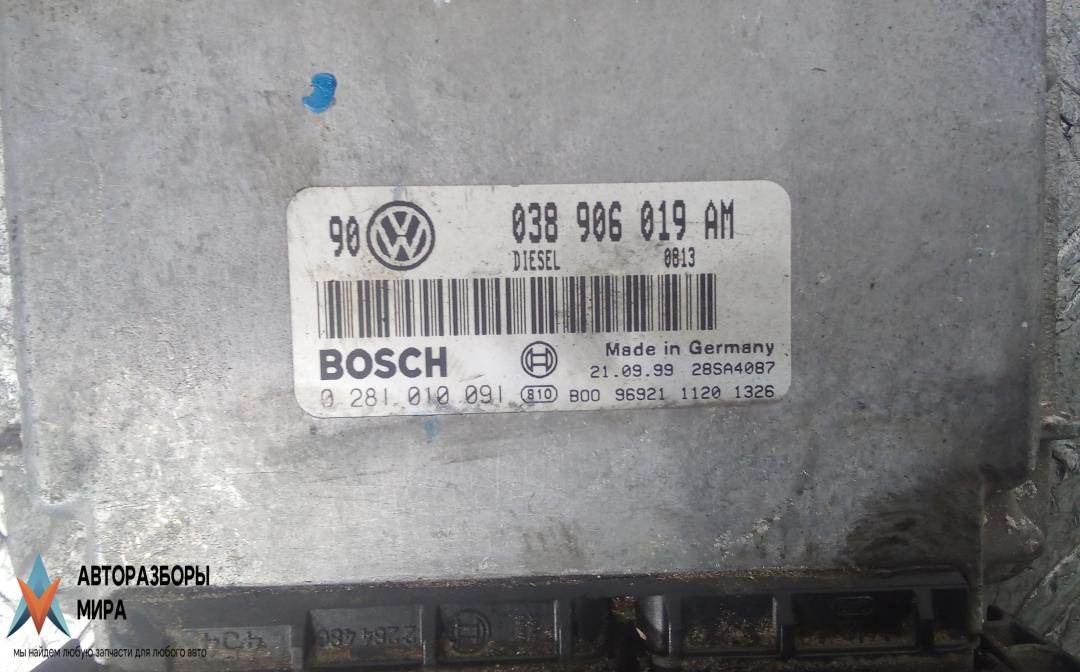 90 VW 038 906 019 AM
DIESEL 0813
BOSCH Made in Germany
21.09.99 28SA4087
0 281 010 091 810 B00 96921 1120 1326
АВТОРАЗБОРЫ
МИРА
мы найдем любую запчасти для любого авто